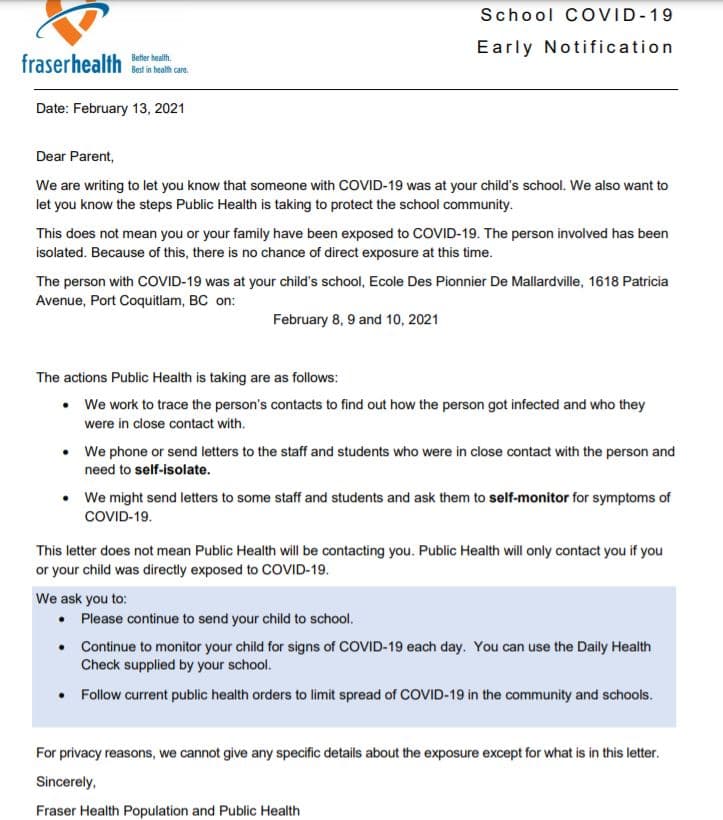 School COVID-19
Early Notification
fraserhealth
Better health.
Best in health care.
Date: February 13, 2021
Dear Parent,
We are writing to let you know that someone with COVID-19 was at your child's school. We also want to
let you know the steps Public Health is taking to protect the school community.
This does not mean you or your family have been exposed to COVID-19. The person involved has been
isolated. Because of this, there is no chance of direct exposure at this time.
The person with COVID-19 was at your child's school, Ecole Des Pionnier De Mallardville, 1618 Patricia
Avenue, Port Coquitlam, BC on:
February 8, 9 and 10, 2021
The actions Public Health is taking are as follows:
• We work to trace the person's contacts to find out how the person got infected and who they
were in close contact with.
• We phone or send letters to the staff and students who were in close contact with the person and
need to self-isolate.
• We might send letters to some staff and students and ask them to self-monitor for symptoms of
COVID-19.
This letter does not mean Public Health will be contacting you. Public Health will only contact you if you
or your child was directly exposed to COVID-19.
We ask you to:
• Please continue to send your child to school.
• Continue to monitor your child for signs of COVID-19 each day. You can use the Daily Health
Check supplied by your school.
• Follow current public health orders to limit spread of COVID-19 in the community and schools.
For privacy reasons, we cannot give any specific details about the exposure except for what is in this letter.
Sincerely,
Fraser Health Population and Public Health